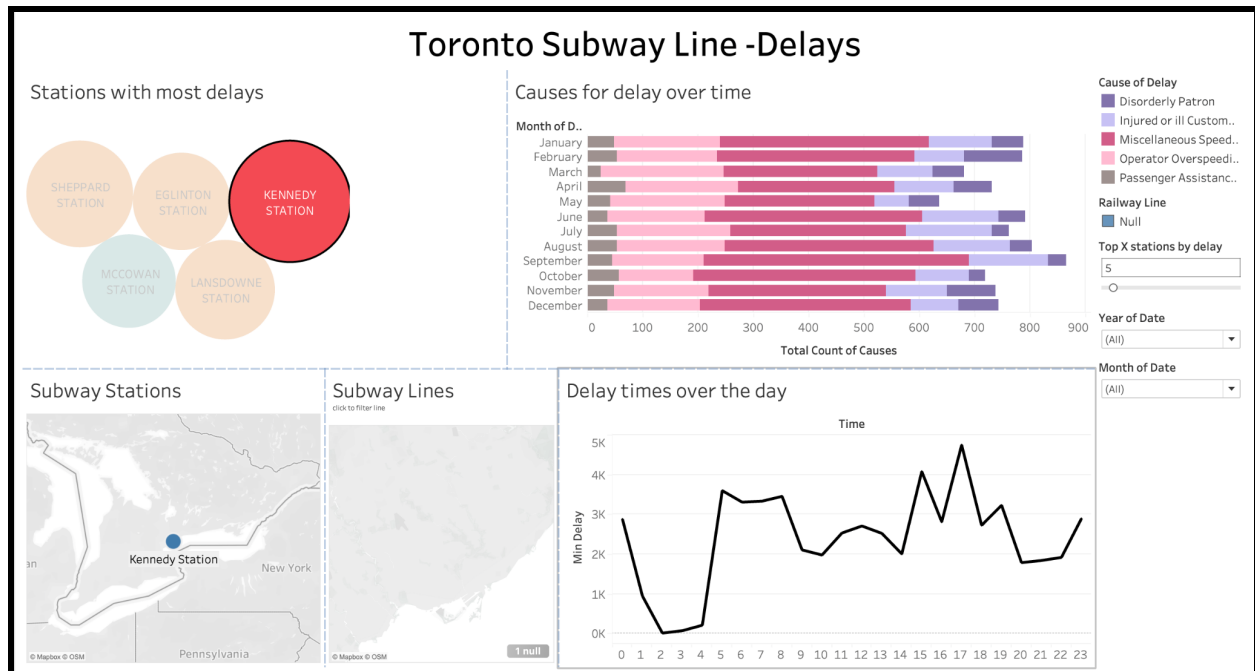 Toronto Subway Line -Delays
Stations with most delays
SHEPPARD
STATION
EGLINTON
STATION
KENNEDY
STATION
MCCOWAN
STATION
LANSDOWNE
STATION
Causes for delay over time
Month of D..
January
February
March
April
May
June
July
August
September
October
November
December
0 100 200 300 400 500 600 700 800 900
Total Count of Causes
Cause of Delay
Disorderly Patron
Injured or ill Custom..
Miscellaneous Speed..
Operator Overspeedi..
Passenger Assistanc..
Railway Line
Null
Top X stations by delay
5
Year of Date
(All)
Month of Date
(All)
Subway Stations
Kennedy Station
an
New York
Pennsylvania
© Mapbox © OSM
Subway Lines
click to filter line
© Mapbox © OSM
1 null
Delay times over the day
Time
Min Delay
5K
4K
3K
2K
1K
0K
0 1 2 3 4 5 6 7 8 9 10 11 12 13 14 15 16 17 18 19 20 21 22 23